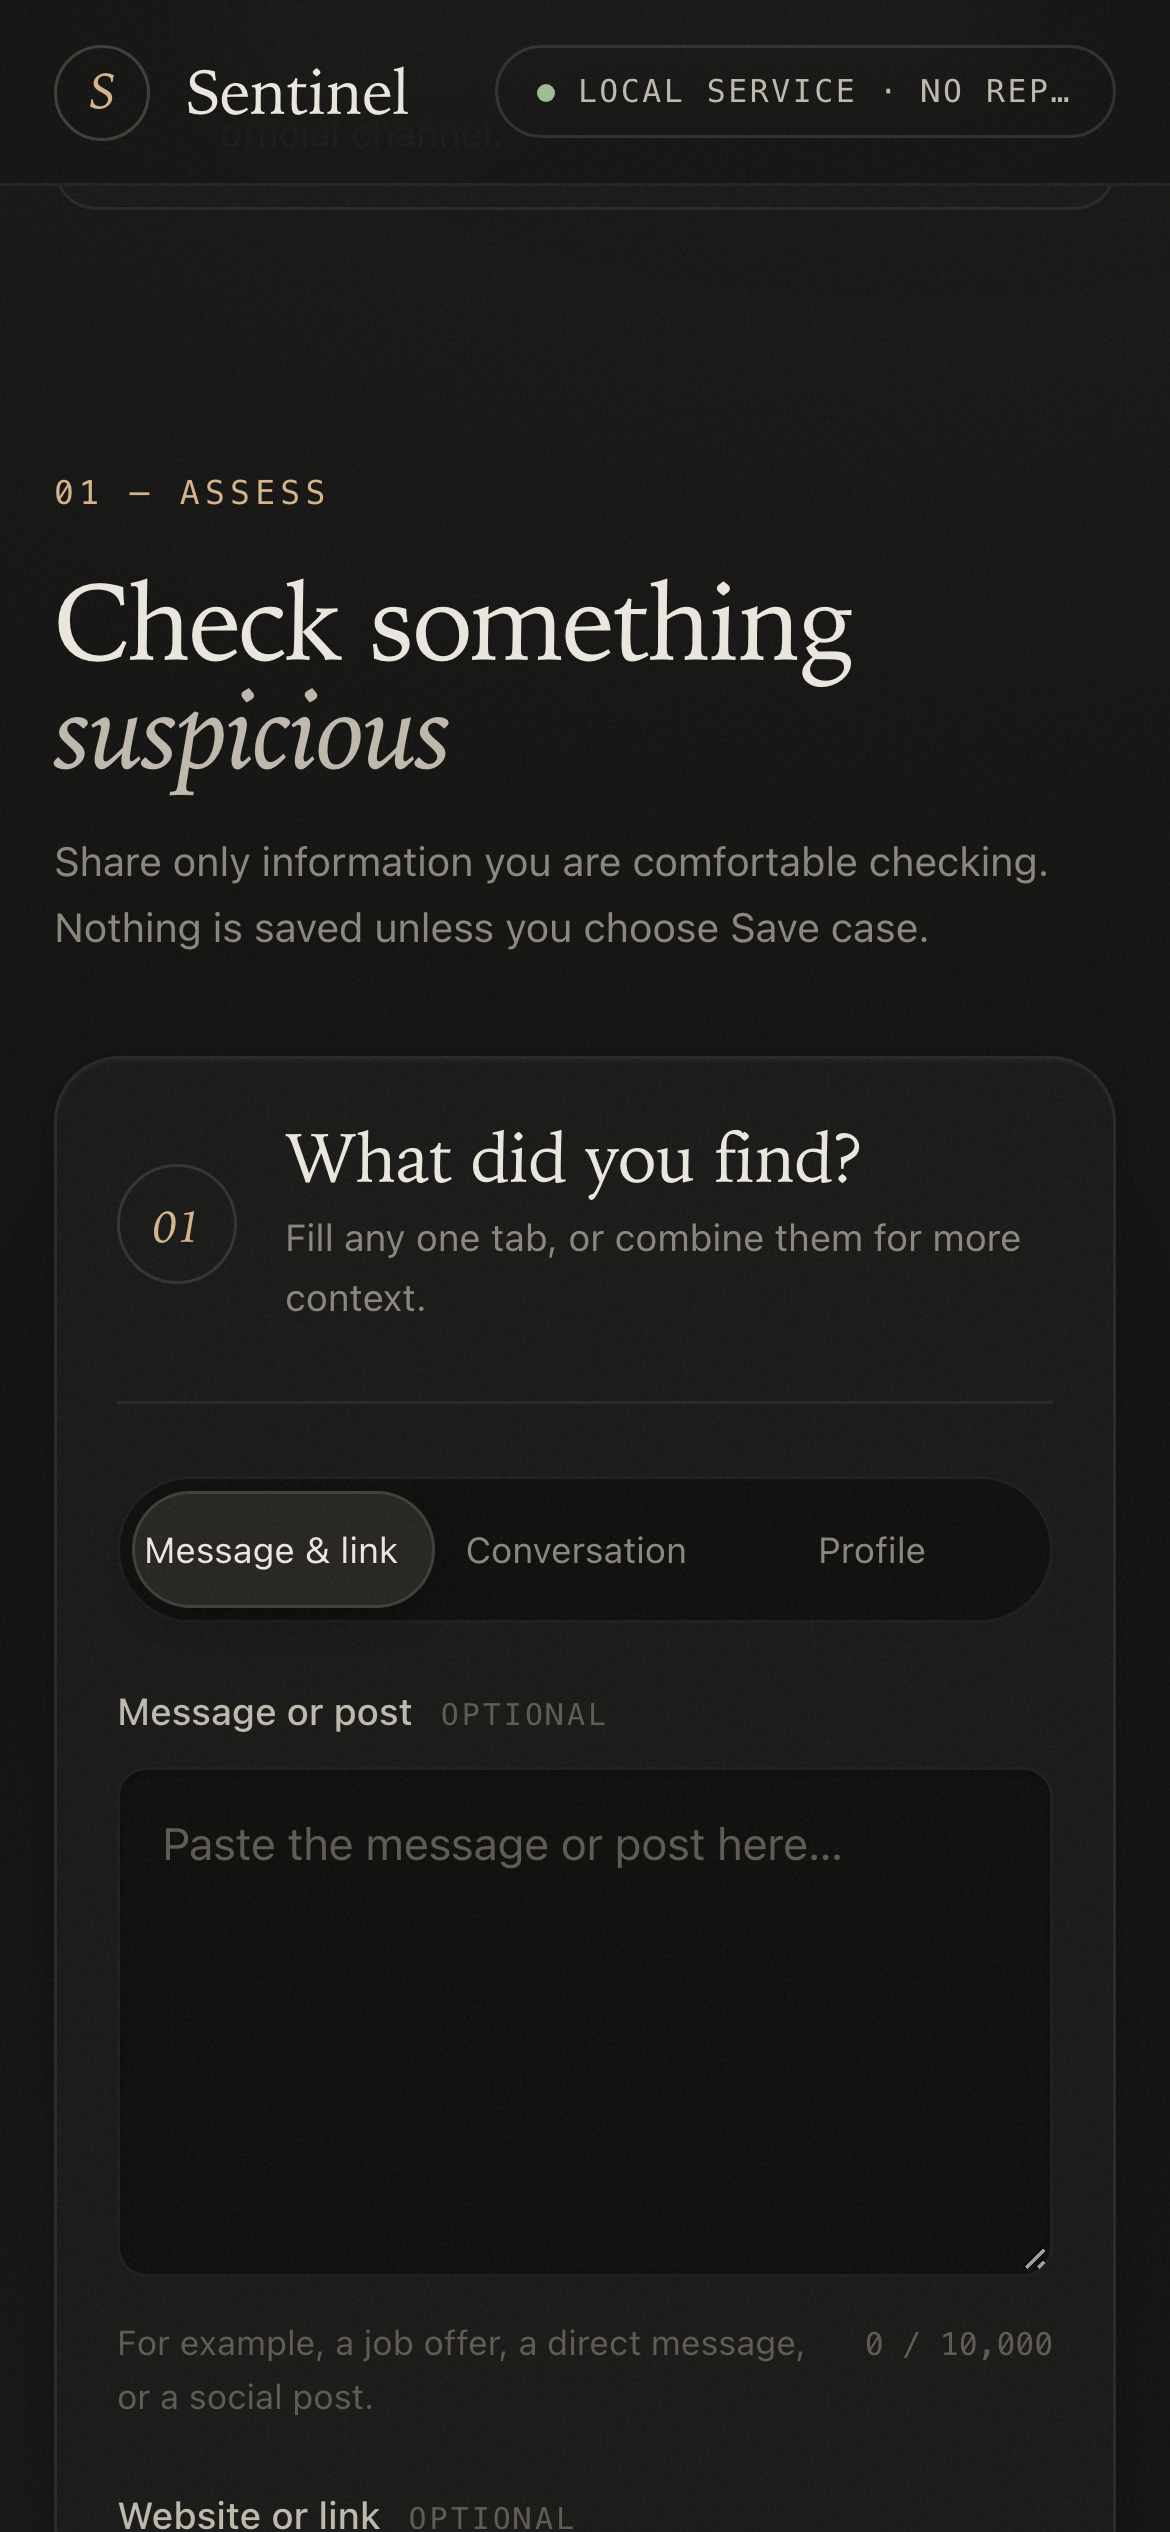 S
Sentinel
LOCAL SERVICE · NO REP…
official channel.
01 — ASSESS
Check something
suspicious
Share only information you are comfortable checking.
Nothing is saved unless you choose Save case.
01
What did you find?
Fill any one tab, or combine them for more
context.
Message & link
Conversation
Profile
Message or post OPTIONAL
Paste the message or post here...
For example, a job offer, a direct message,
or a social post.
0 / 10,000
Website or link OPTIONAL